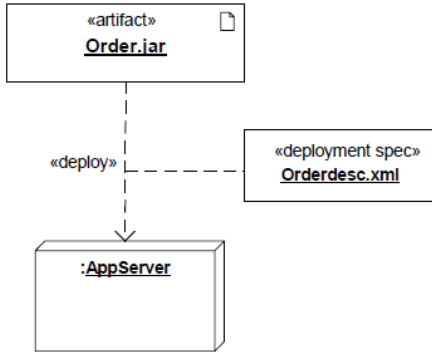 «artifact»
Order.jar
«deploy»
«deployment spec»
Orderdesc.xml
:AppServer